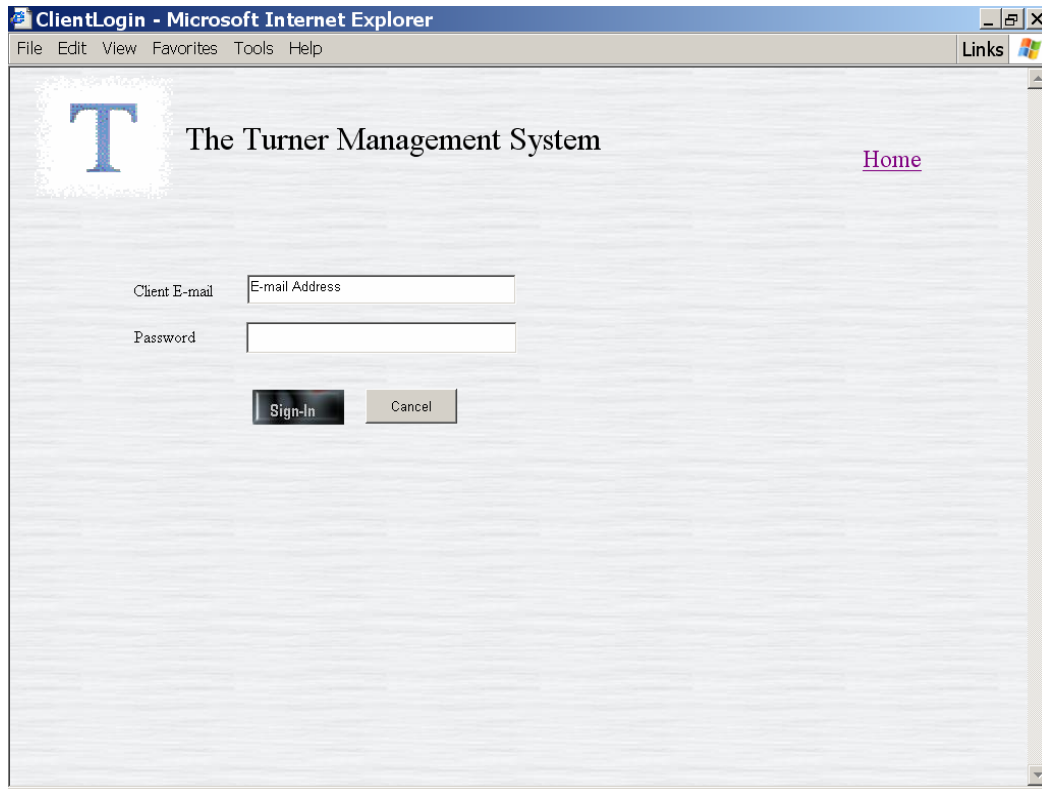 ClientLogin - Microsoft Internet Explorer
File Edit View Favorites Tools Help Links
T
The Turner Management System
Home
Client E-mail E-mail Address
Password
Sign-In Cancel